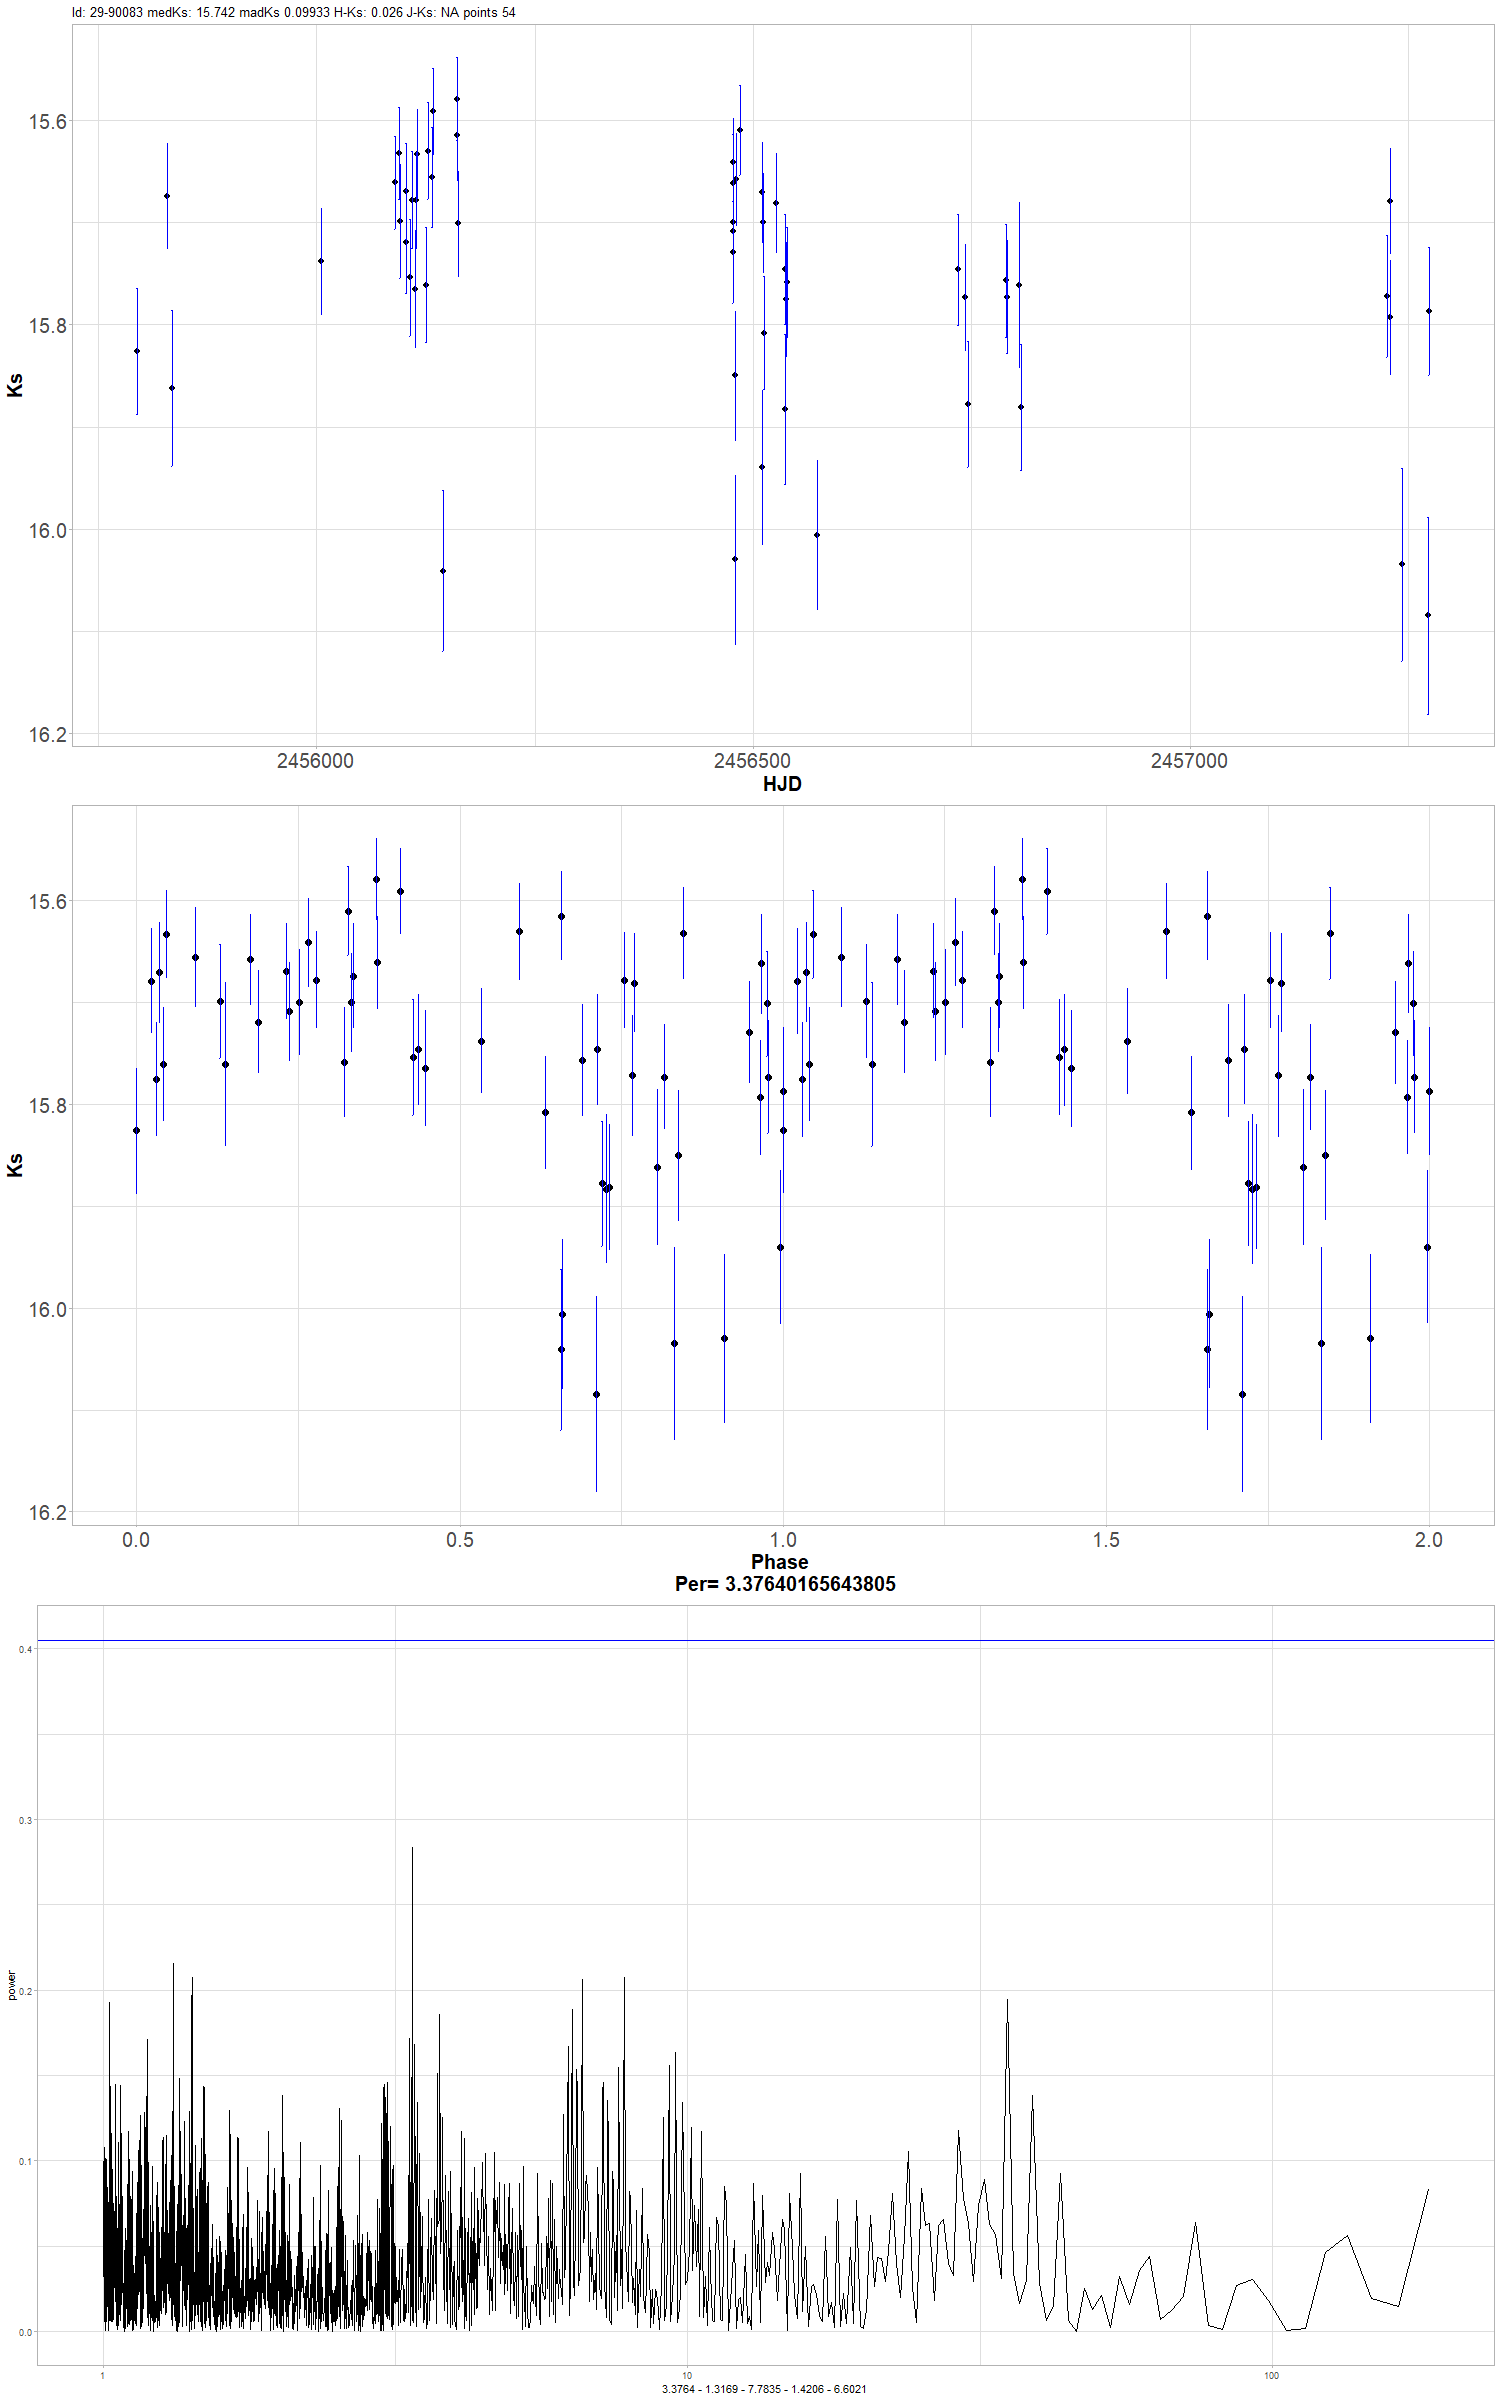 Id: 29-90083 medKs: 15.742 madKs 0.09933 H-Ks: 0.026 J-Ks: NA points 54
15.6
15.8
16.0
16.2
Ks
2456000 2456500 2457000
HJD
15.6
15.8
16.0
16.2
Ks
0.0 0.5 1.0 1.5 2.0
Phase
Per= 3.37640165643805
0.4
0.3
0.2
0.1
0.0
power
1 10 100
3.3764 - 1.3169 - 7.7835 - 1.4206 - 6.6021